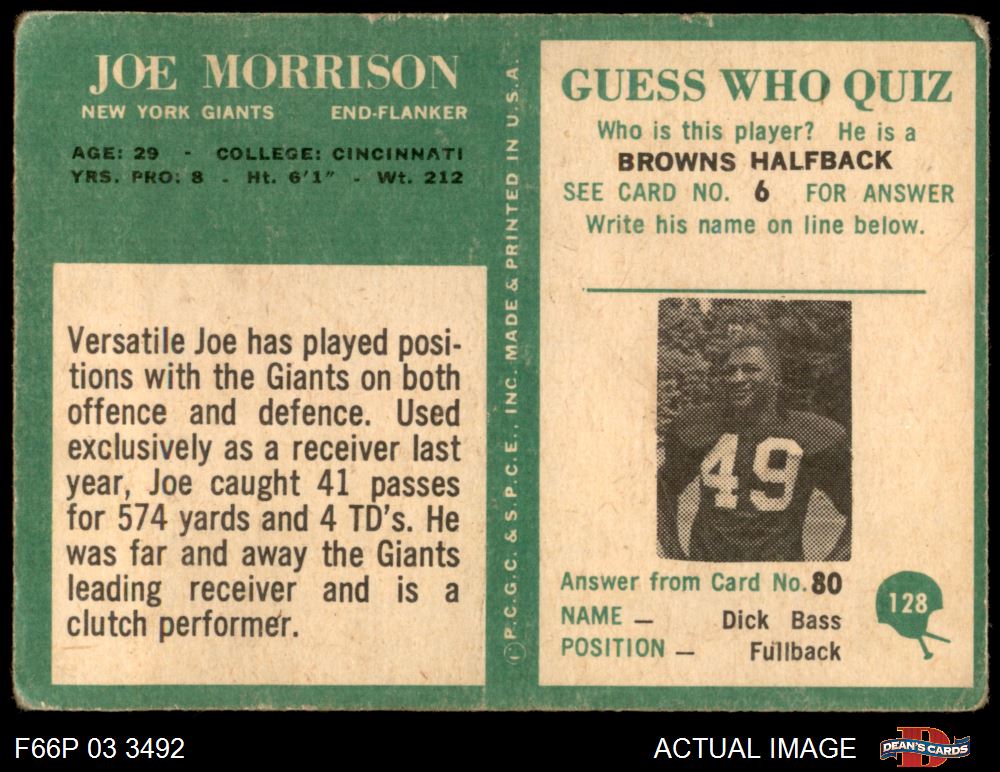 JOE MORRISON
NEW YORK GIANTS END-FLANKER
AGE: 29 - COLLEGE: CINCINNATI
YRS. PRO: 8 - Ht. 6'1" - Wt. 212
Versatile Joe has played posi-
tions with the Giants on both
offence and defence. Used
exclusively as a receiver last
year, Joe caught 41 passes
for 574 yards and 4 TD's. He
was far and away the Giants
leading receiver and is a
clutch performer.
©P.C.G.C. & S.P.C.E., INC. MADE & PRINTED IN U.S.A.
GUESS WHO QUIZ
Who is this player? He is a
BROWNS HALFBACK
SEE CARD NO. 6 FOR ANSWER
Write his name on line below.
49
Answer from Card No. 80
NAME — Dick Bass
POSITION — Fullback
128
F66P 03 3492
ACTUAL IMAGE
D
DEAN'S CARDS